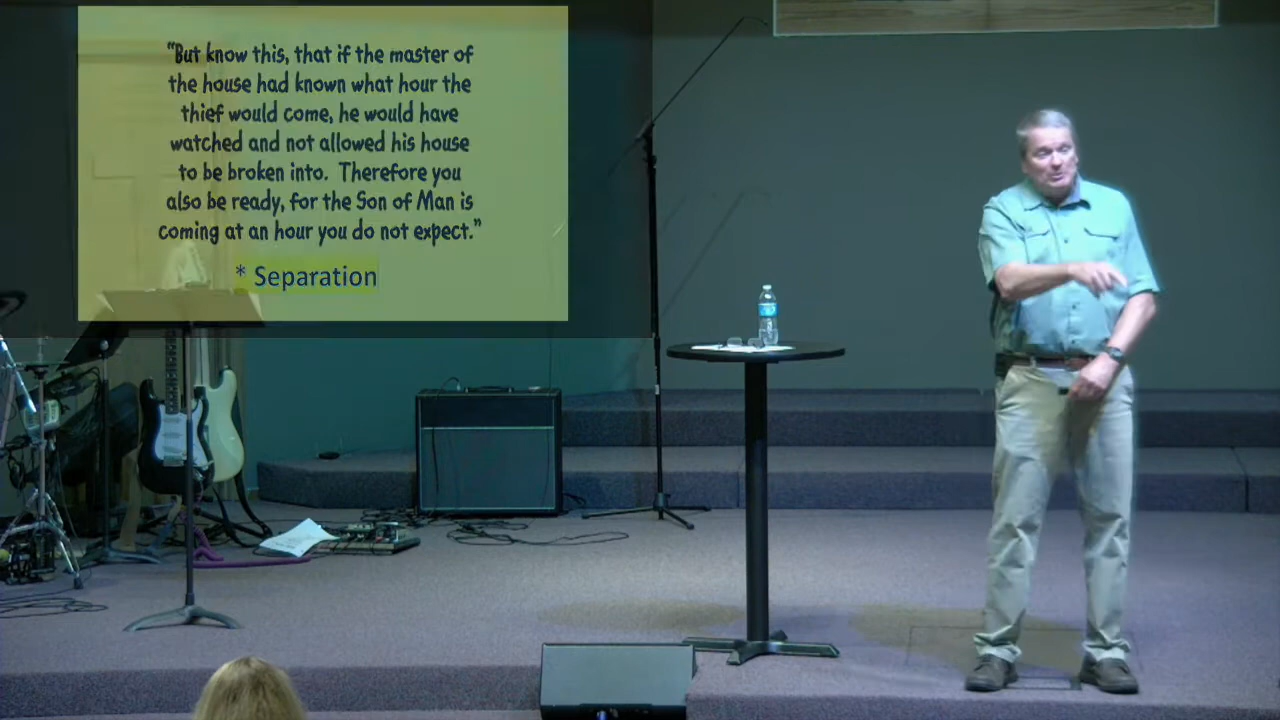 "But know this, that if the master of
the house had known what hour the
thief would come, he would have
watched and not allowed his house
to be broken into.  Therefore you
also be ready, for the Son of Man is
coming at an hour you do not expect."
* Separation